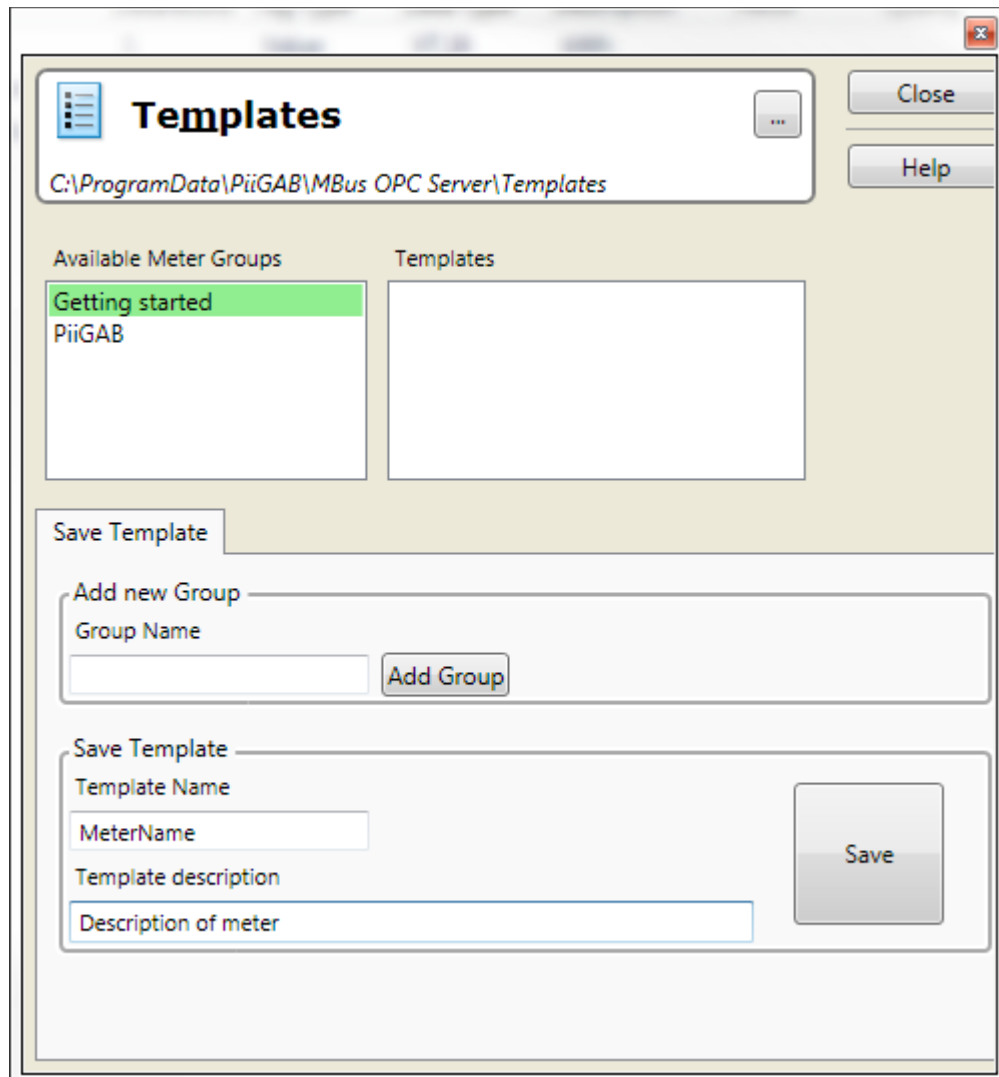 Templates
...
Close
C:\ProgramData\PiiGAB\MBus OPC Server\Templates
Help
Available Meter Groups
Templates
Getting started
PiiGAB
Save Template
Add new Group
Group Name
Add Group
Save Template
Template Name
MeterName
Save
Template description
Description of meter